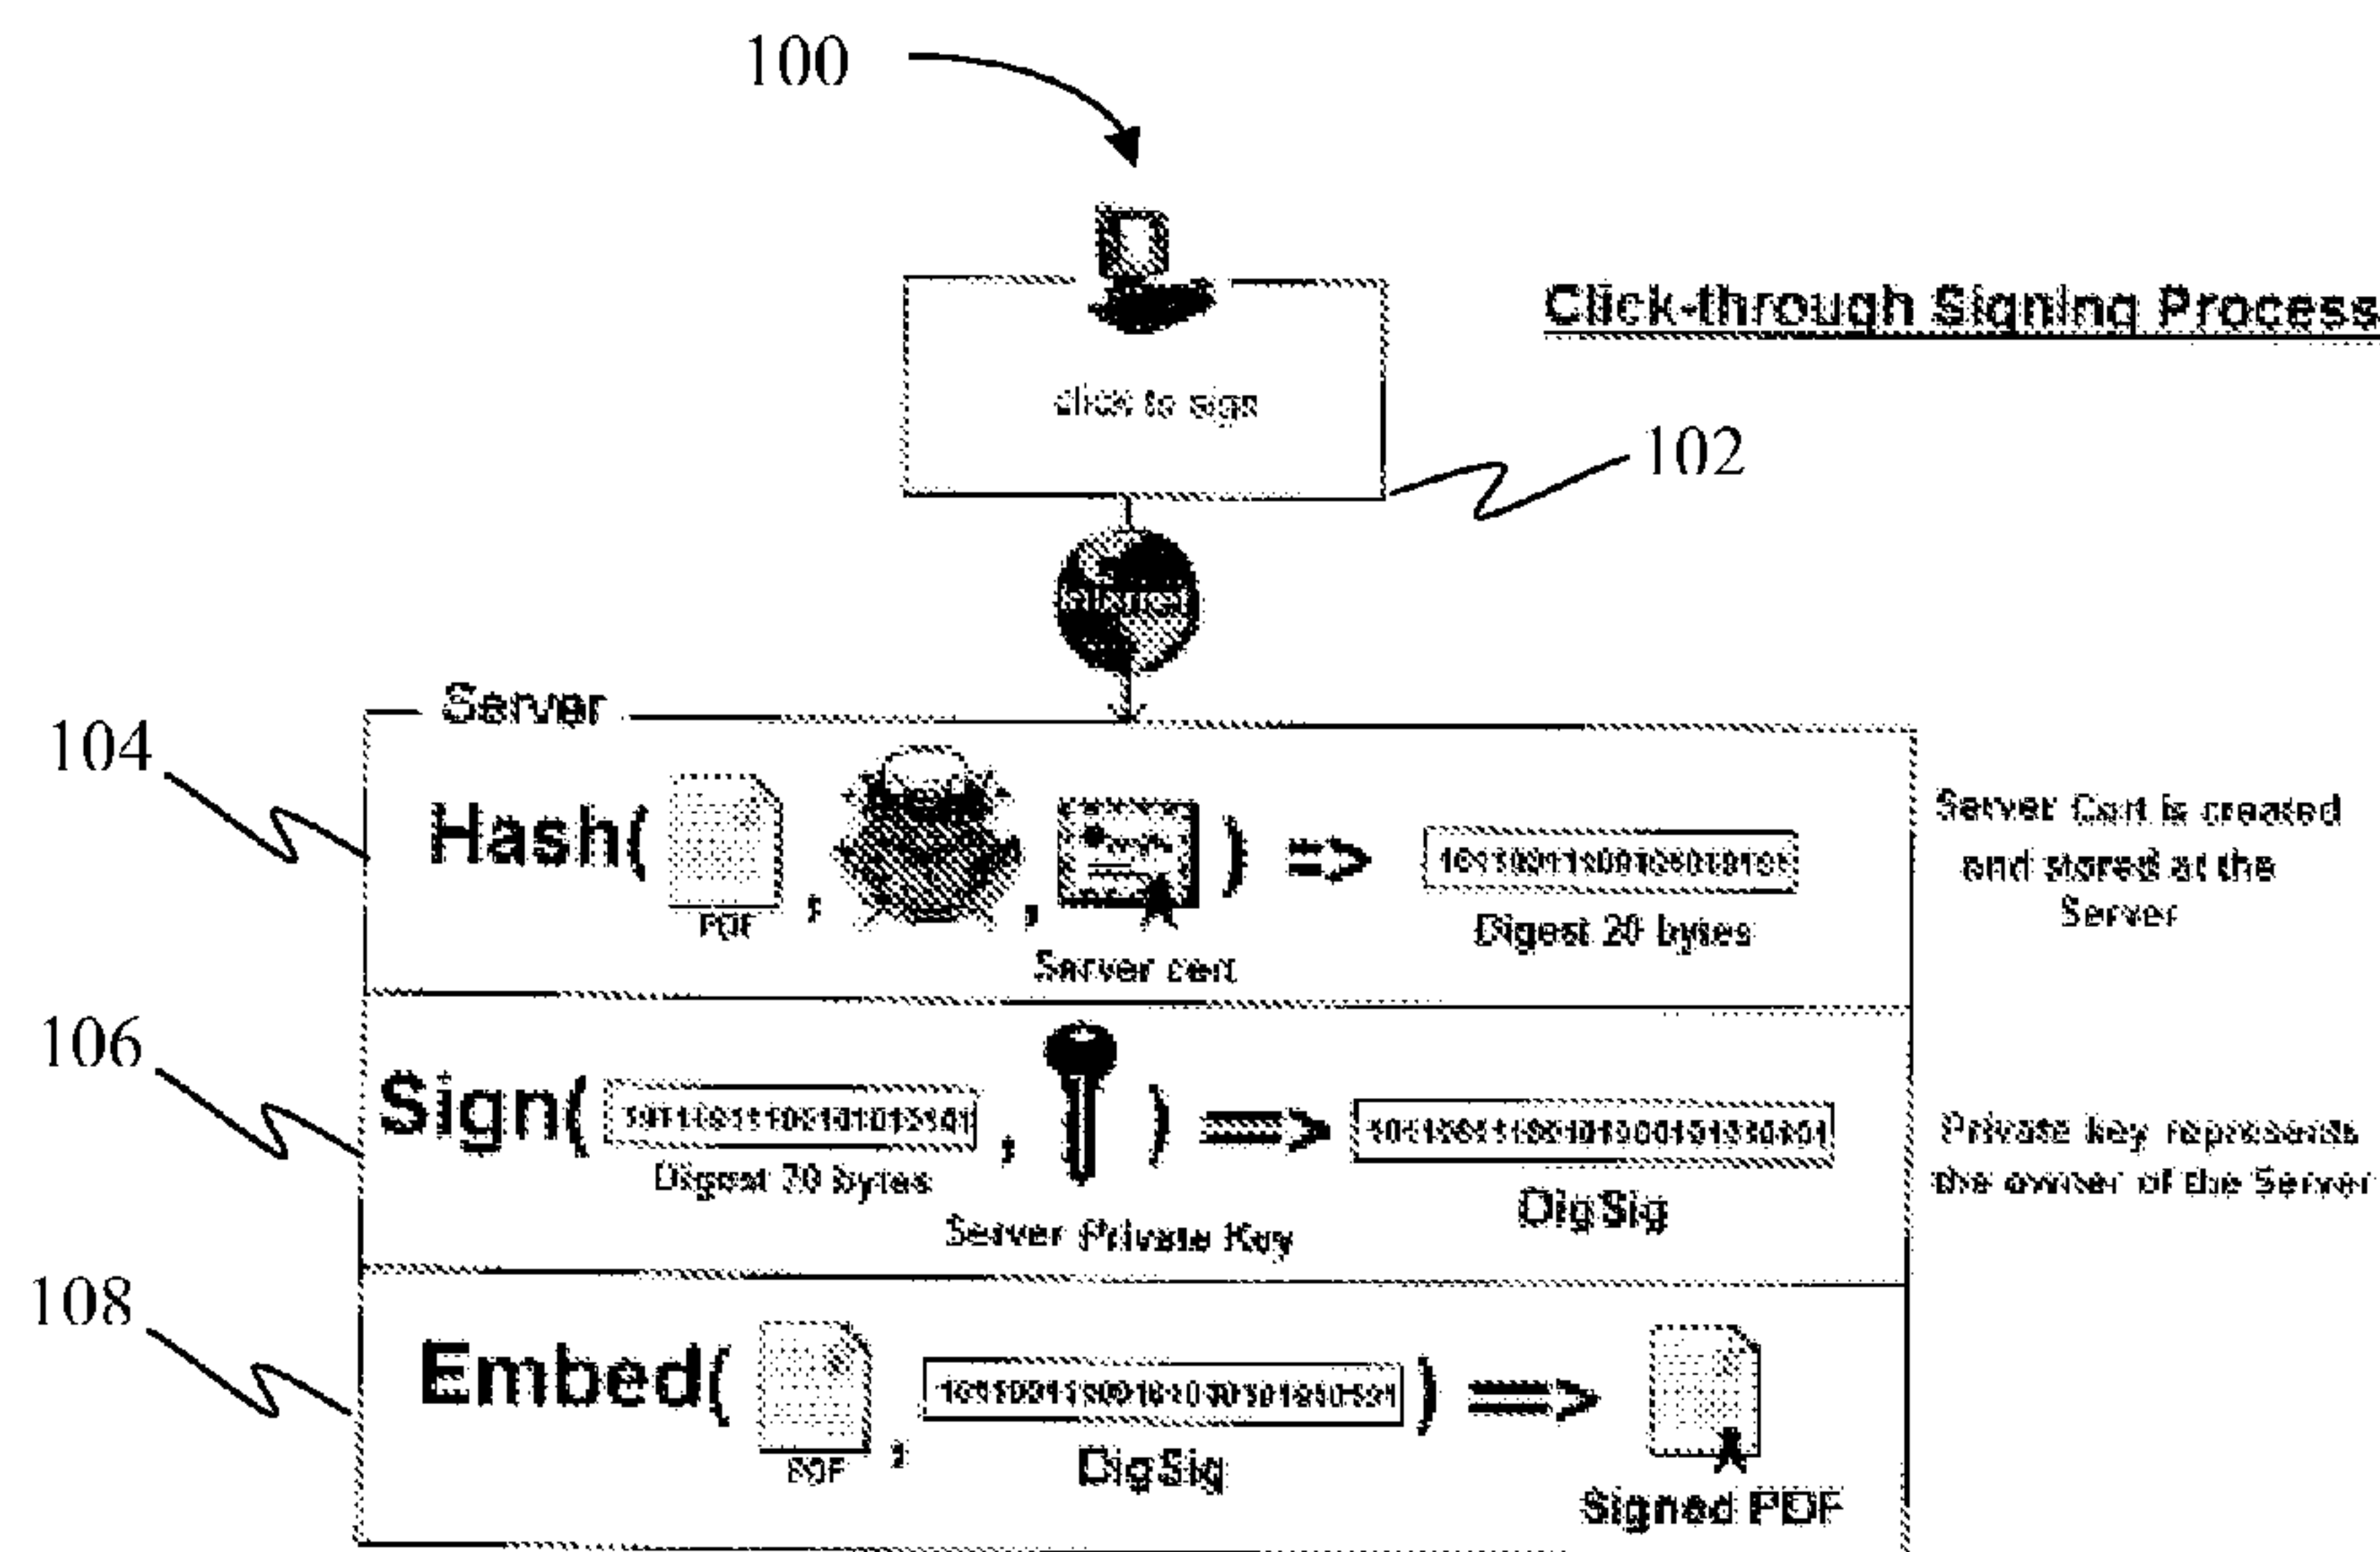 100
Click-through Signing Process
click to sign
102
Server
104
Hash(
PDF
,
,
Server cert
) =>
Digest 20 bytes
Server Cert is created
and stored at the
Server
106
Sign(
Digest 20 bytes
,
Server Private Key
) =>
DigSig
Private key represents
the owner of the Server
108
Embed(
PDF
,
DigSig
) =>
Signed PDF